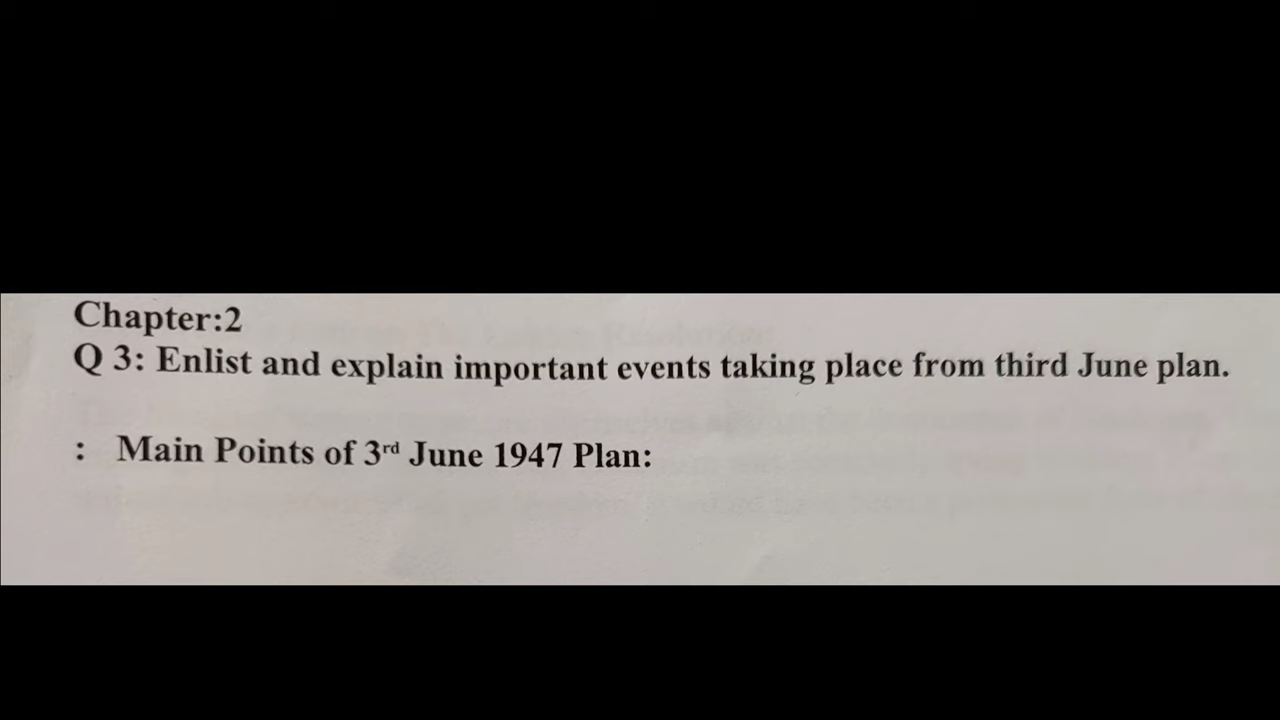 Chapter:2
Q 3: Enlist and explain important events taking place from third June plan.
: Main Points of 3rd June 1947 Plan: